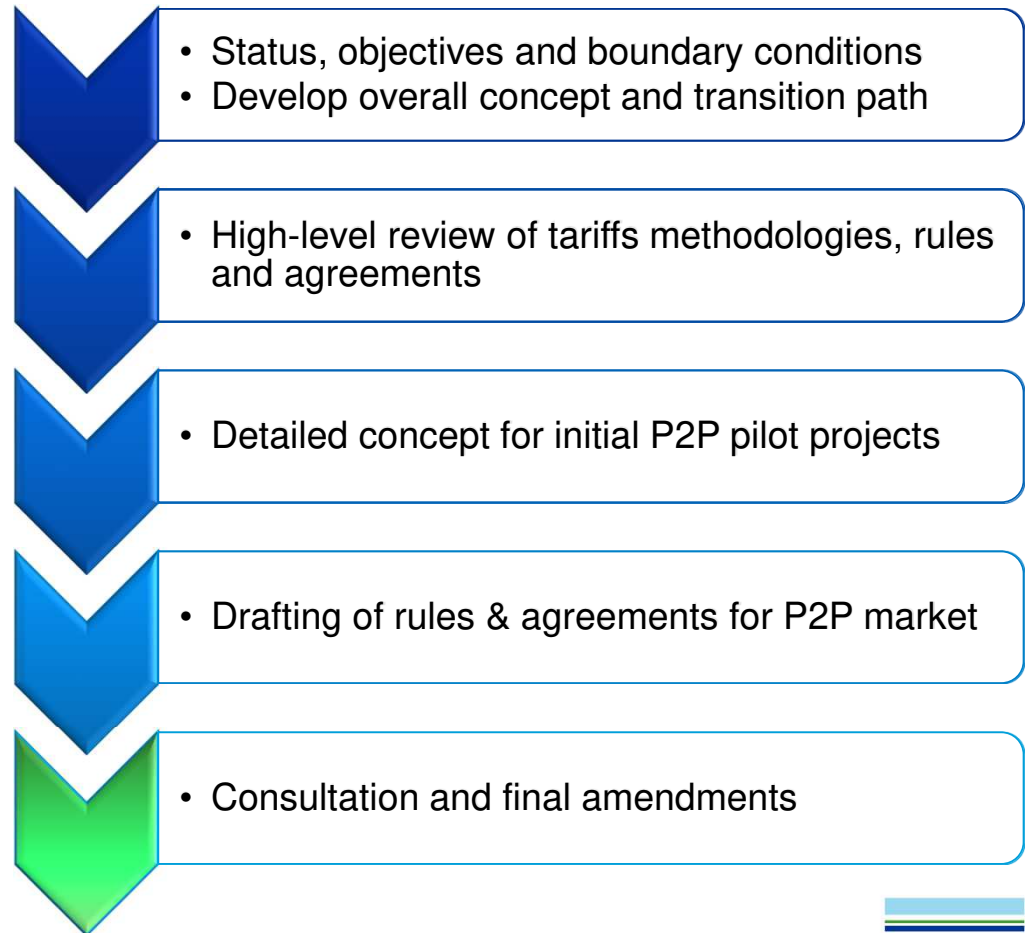 • Status, objectives and boundary conditions
• Develop overall concept and transition path
• High-level review of tariffs methodologies, rules
and agreements
• Detailed concept for initial P2P pilot projects
• Drafting of rules & agreements for P2P market
• Consultation and final amendments